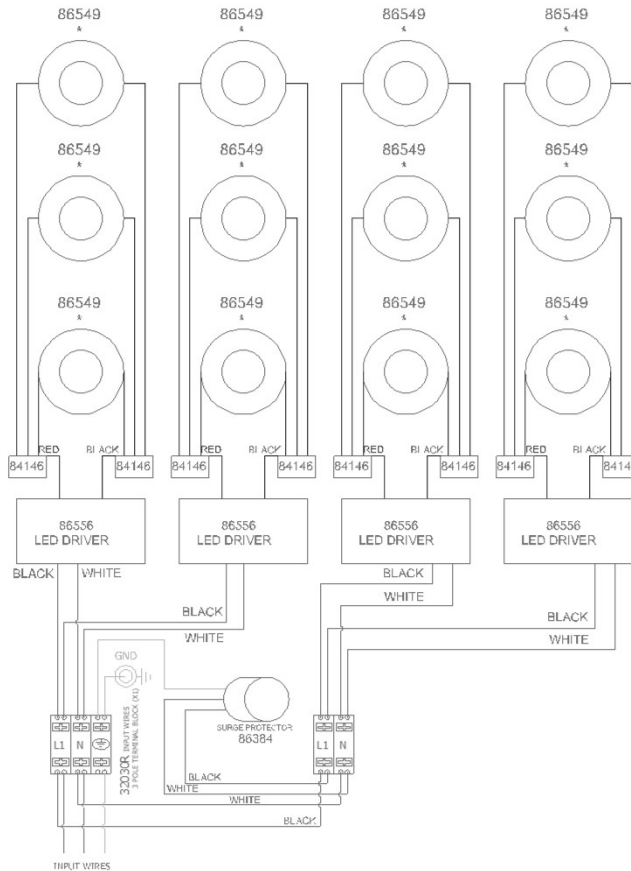 86549 86549 86549 86549
* * * *
86549 86549 86549 86549
* * * *
86549 86549 86549 86549
* * * *
RED BLACK RED BLACK RED BLACK RED BLACK
84146 84146 84146 84146 84146 84146 84146 84146
86556 86556 86556 86556
LED DRIVER LED DRIVER LED DRIVER LED DRIVER
BLACK WHITE
BLACK
WHITE
BLACK
WHITE
BLACK
WHITE
GND
32030R INPUT WIRES
3 POLE TERMINAL BLOCK (X1)
SURGE PROTECTOR
86384
L1 N
L1 N
BLACK
WHITE
WHITE
BLACK
INPUT WIRES